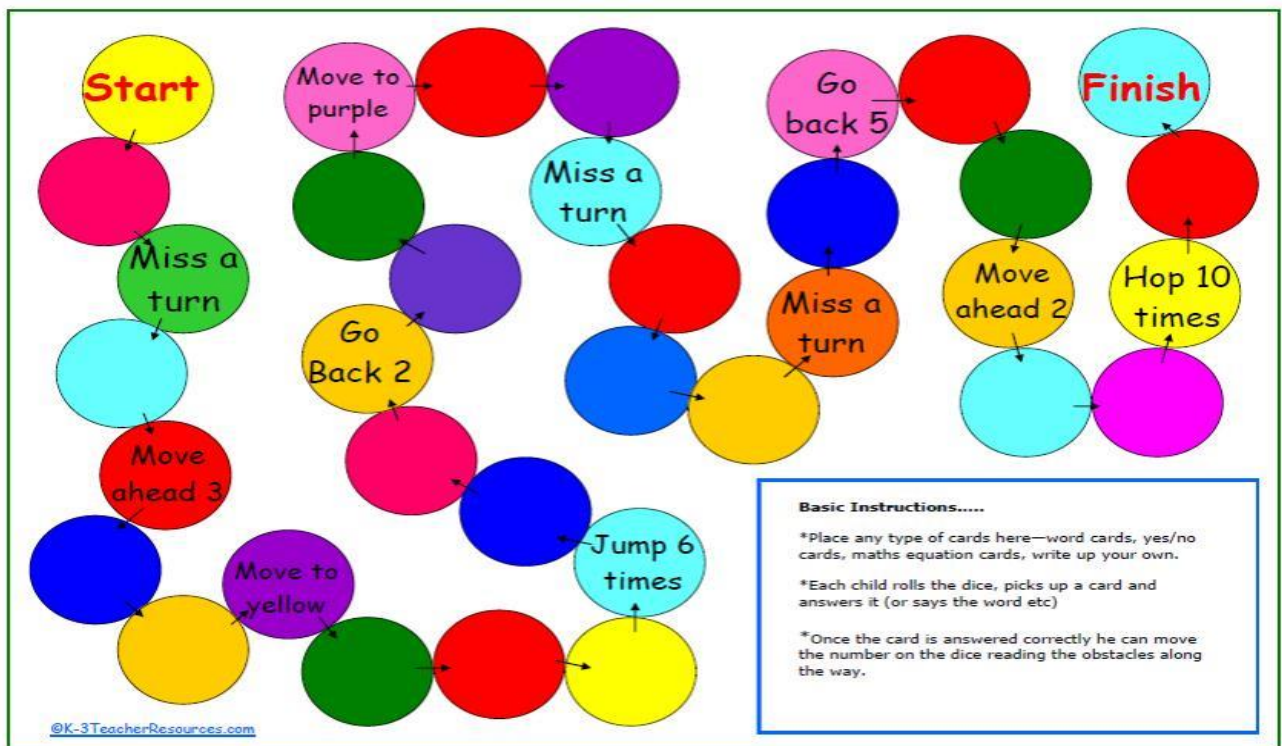 Start
Miss a
turn
Move
ahead 3
Move to
yellow
Jump 6
times
Go
Back 2
Move to
purple
Miss a
turn
Miss a
turn
Go
back 5
Move
ahead 2
Hop 10
times
Finish
Basic Instructions.....
*Place any type of cards here—word cards, yes/no
cards, maths equation cards, write up your own.
*Each child rolls the dice, picks up a card and
answers it (or says the word etc)
*Once the card is answered correctly he can move
the number on the dice reading the obstacles along
the way.
©K-3TeacherResources.com